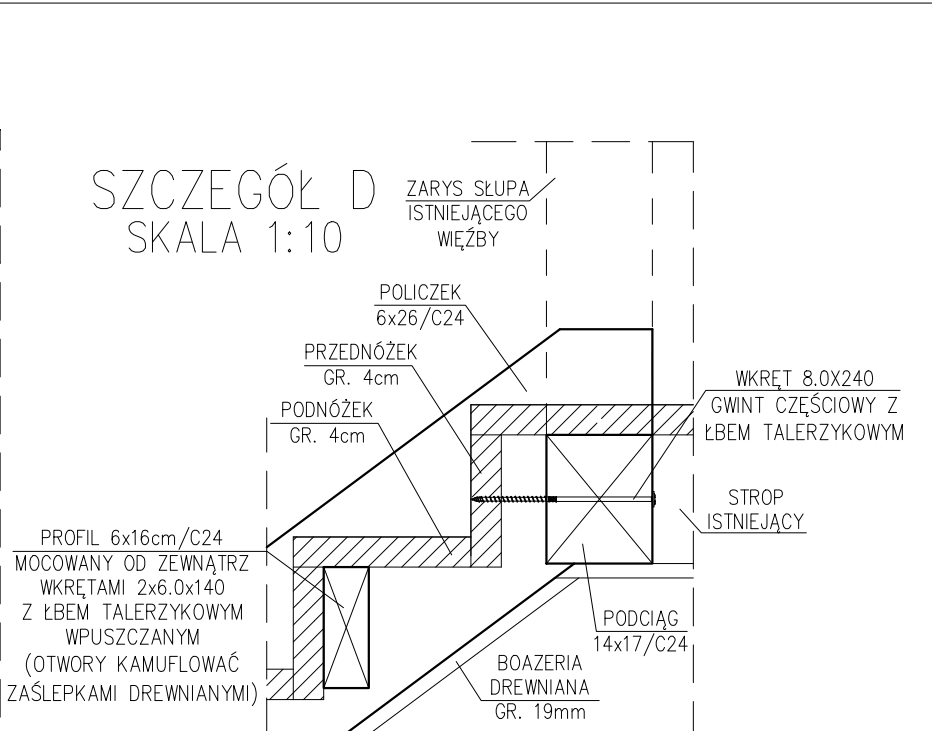 SZCZEGÓŁ D
SKALA 1:10
ZARYS SŁUPA
ISTNIEJĄCEGO
WIĘŹBY
POLICZEK
6x26/C24
PRZEDNÓŻEK
GR. 4cm
PODNÓŻEK
GR. 4cm
WKRĘT 8.0X240
GWINT CZĘŚCIOWY Z
ŁBEM TALERZYKOWYM
STROP
ISTNIEJĄCY
PROFIL 6x16cm/C24
MOCOWANY OD ZEWNĄTRZ
WKRĘTAMI 2x6.0x140
Z ŁBEM TALERZYKOWYM
WPUSZCZANYM
(OTWORY KAMUFLOWAĆ
ZAŚLEPKAMI DREWNIANYMI)
PODCIĄG
14x17/C24
BOAZERIA
DREWNIANA
GR. 19mm